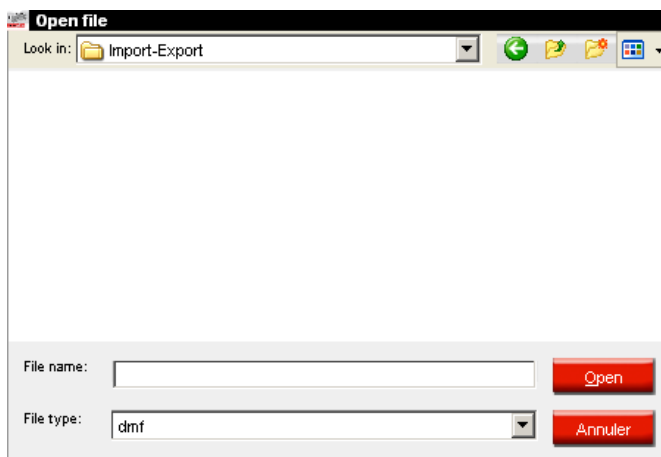 Open file
Look in: Import-Export
File name:
Open
File type: dmf
Annuler